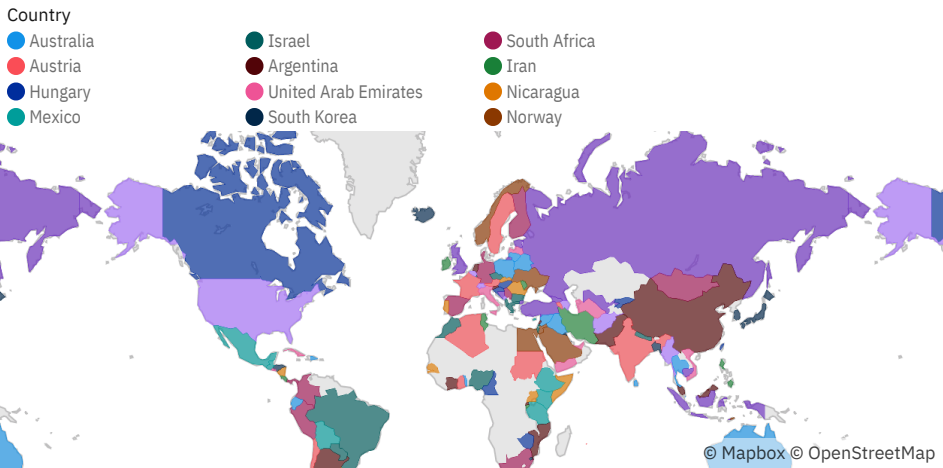 Country
Australia
Austria
Hungary
Mexico
Israel
Argentina
United Arab Emirates
South Korea
South Africa
Iran
Nicaragua
Norway
© Mapbox © OpenStreetMap